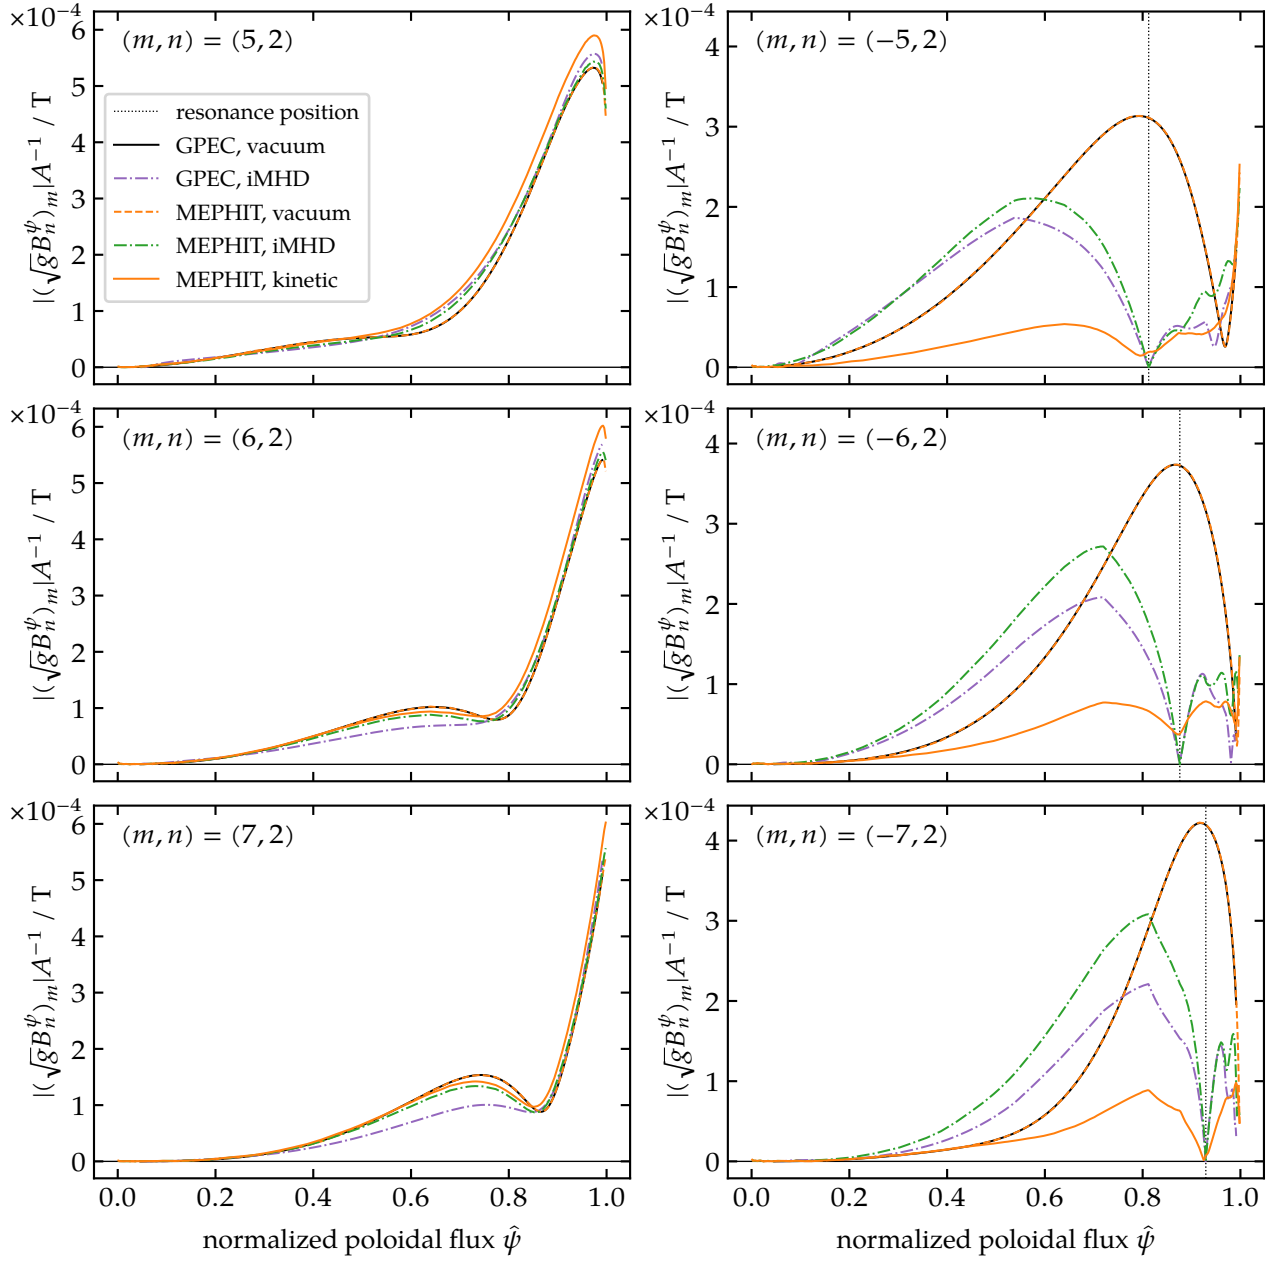 ×10⁻⁴
(m, n) = (5, 2)
6
5
4
3
2
1
0
|(√gB_n^ψ)_m|A⁻¹ / T
resonance position
GPEC, vacuum
GPEC, iMHD
MEPHIT, vacuum
MEPHIT, iMHD
MEPHIT, kinetic
×10⁻⁴
(m, n) = (−5, 2)
4
3
2
1
0
|(√gB_n^ψ)_m|A⁻¹ / T
×10⁻⁴
(m, n) = (6, 2)
6
5
4
3
2
1
0
|(√gB_n^ψ)_m|A⁻¹ / T
×10⁻⁴
(m, n) = (−6, 2)
4
3
2
1
0
|(√gB_n^ψ)_m|A⁻¹ / T
×10⁻⁴
(m, n) = (7, 2)
6
5
4
3
2
1
0
|(√gB_n^ψ)_m|A⁻¹ / T
0.0 0.2 0.4 0.6 0.8 1.0
normalized poloidal flux ψ̂
×10⁻⁴
(m, n) = (−7, 2)
4
3
2
1
0
|(√gB_n^ψ)_m|A⁻¹ / T
0.0 0.2 0.4 0.6 0.8 1.0
normalized poloidal flux ψ̂